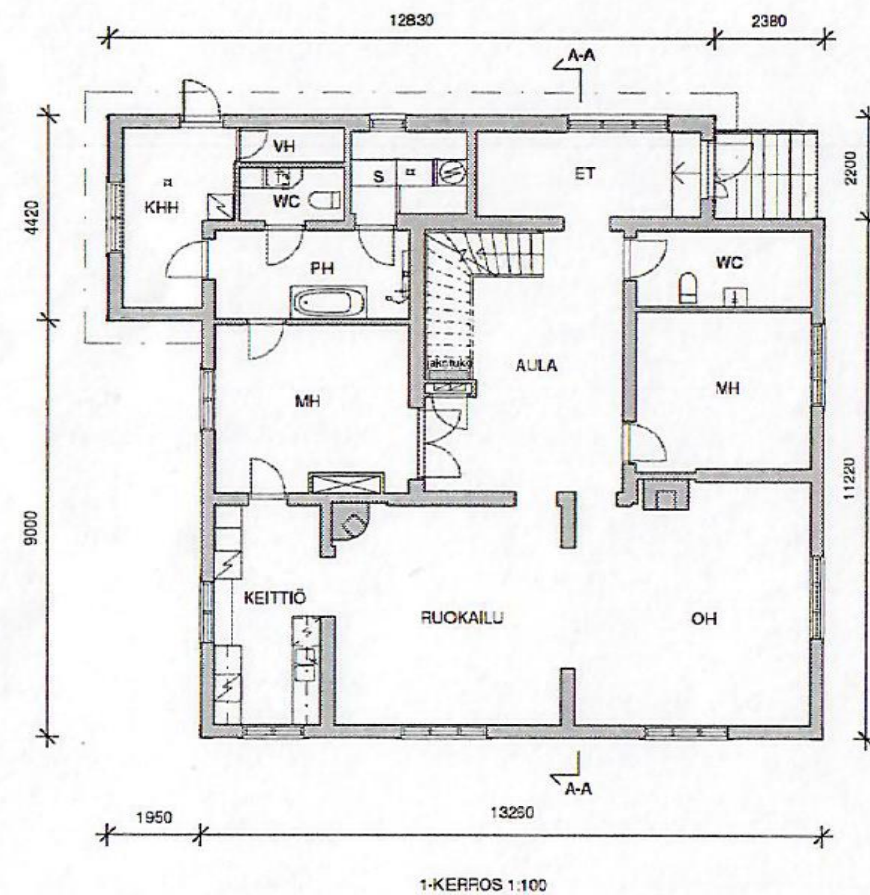 12830
2380
A-A
VH
S
ET
2200
4420
KHH
WC
WC
PH
AULA
MH
MH
11220
9000
KEITTIÖ
RUOKAILU
OH
A-A
1950
13260
1-KERROS 1:100